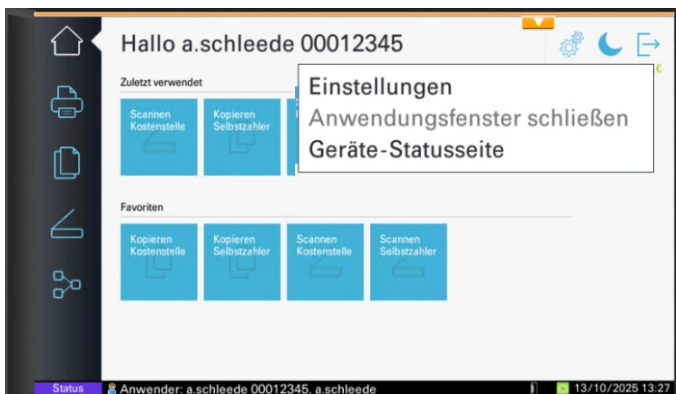 Hallo a.schleede 00012345
€
Zuletzt verwendet
Einstellungen
Anwendungsfenster schließen
Geräte-Statusseite
Scannen
Kostenstelle
Kopieren
Selbstzahler
Favoriten
Kopieren
Kostenstelle
Kopieren
Selbstzahler
Scannen
Kostenstelle
Scannen
Selbstzahler
Status
Anwender: a.schleede 00012345, a.schleede
13/10/2025 13:27